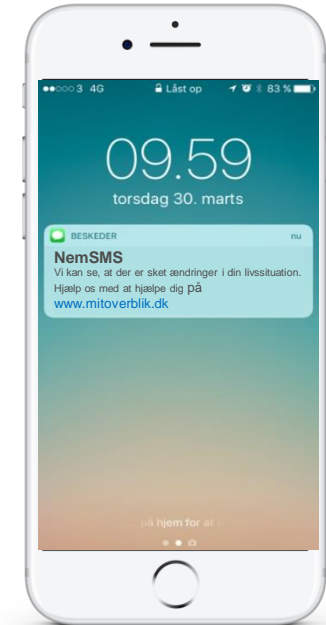 3 4G Låst op 83 %
09.59
torsdag 30. marts
BESKEDER nu
NemSMS
Vi kan se, at der er sket ændringer i din livssituation.
Hjælp os med at hjælpe dig på
www.mitoverblik.dk
på hjem for at